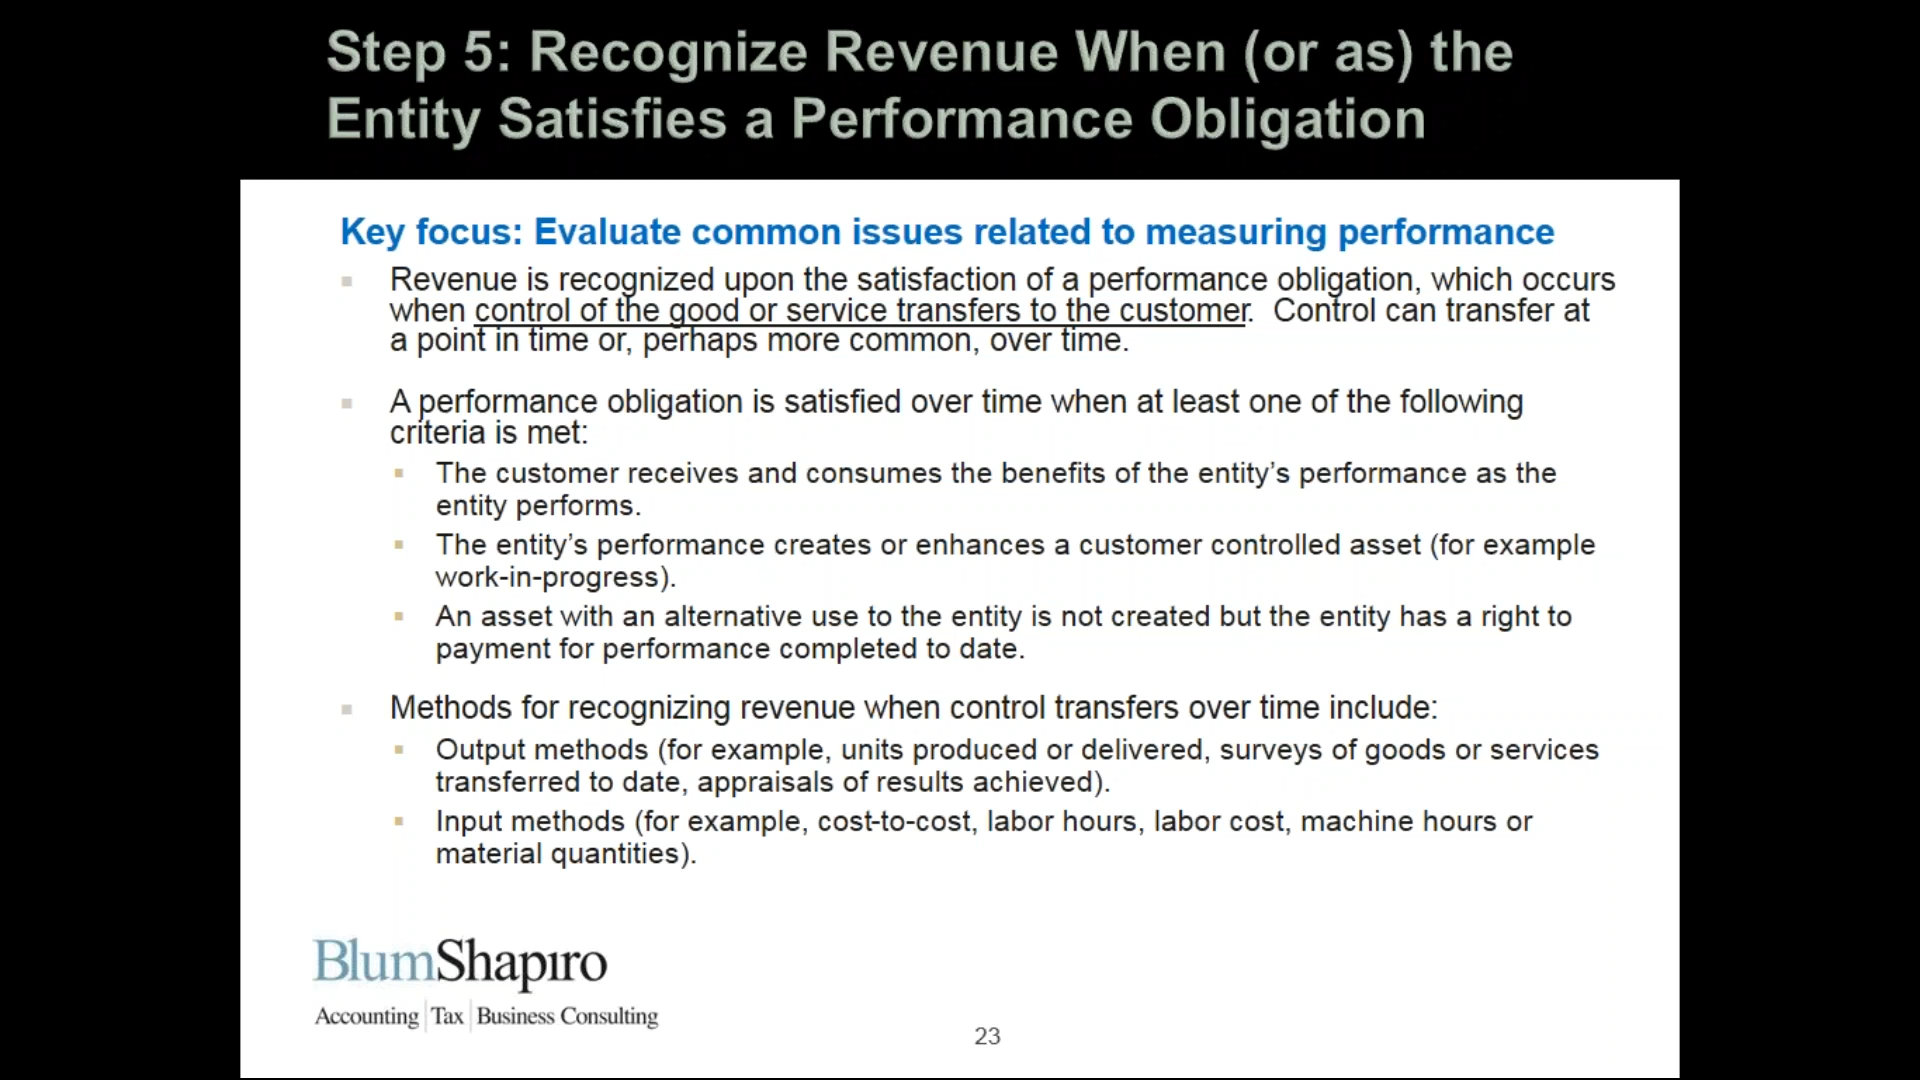 Step 5: Recognize Revenue When (or as) the
Entity Satisfies a Performance Obligation
Key focus: Evaluate common issues related to measuring performance
Revenue is recognized upon the satisfaction of a performance obligation, which occurs
when control of the good or service transfers to the customer. Control can transfer at
a point in time or, perhaps more common, over time.
A performance obligation is satisfied over time when at least one of the following
criteria is met:
The customer receives and consumes the benefits of the entity’s performance as the
entity performs.
The entity’s performance creates or enhances a customer controlled asset (for example
work-in-progress).
An asset with an alternative use to the entity is not created but the entity has a right to
payment for performance completed to date.
Methods for recognizing revenue when control transfers over time include:
Output methods (for example, units produced or delivered, surveys of goods or services
transferred to date, appraisals of results achieved).
Input methods (for example, cost-to-cost, labor hours, labor cost, machine hours or
material quantities).
BlumShapiro
Accounting Tax Business Consulting
23